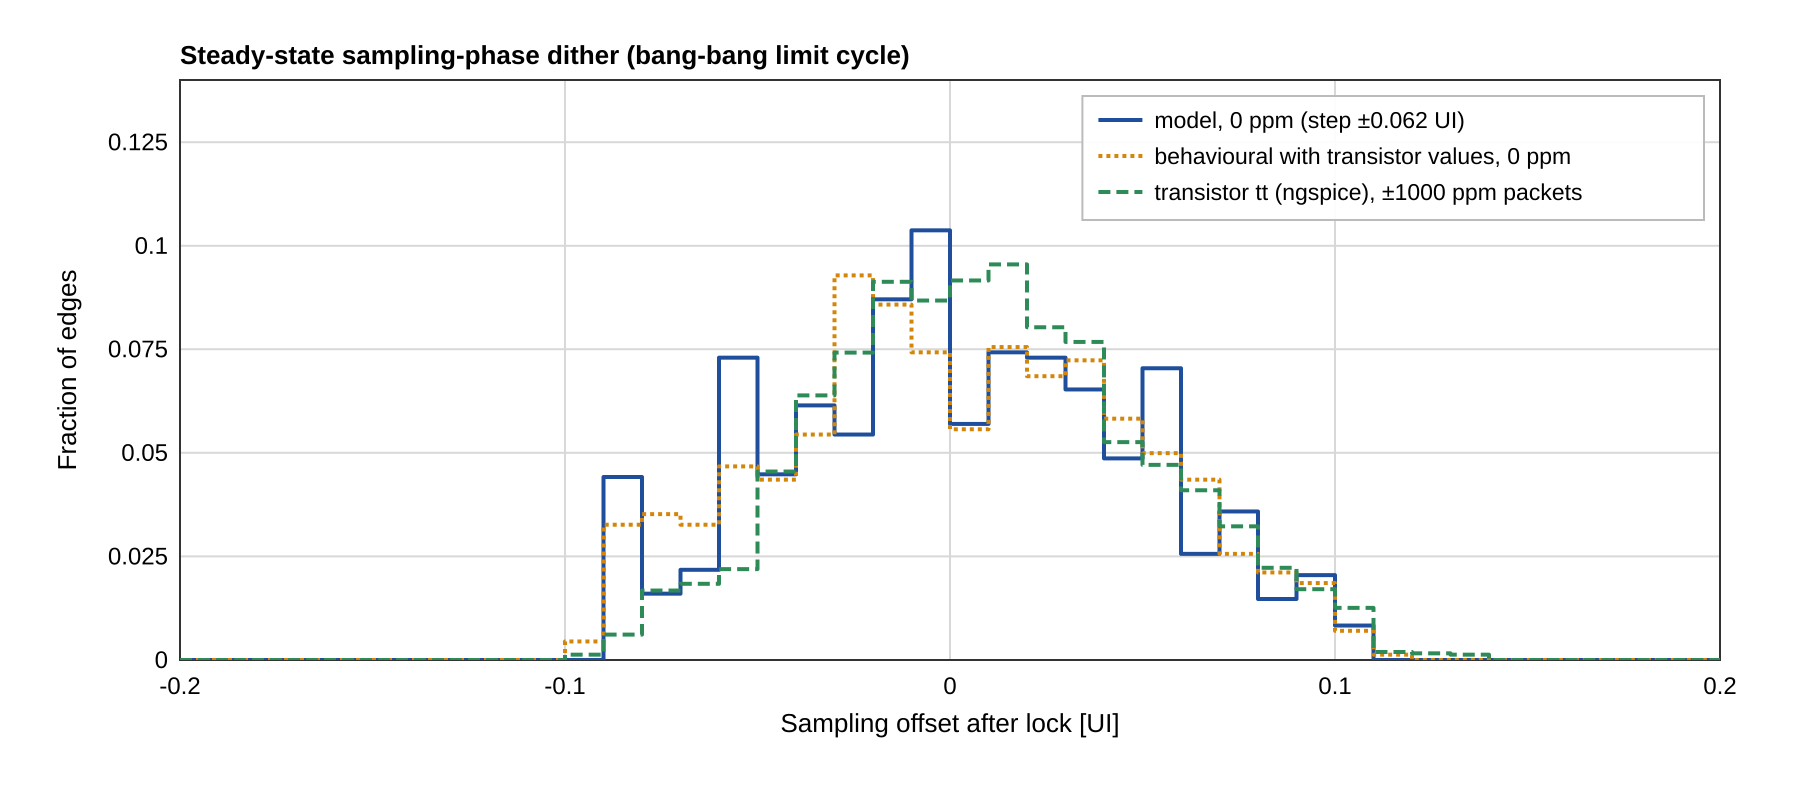 Steady-state sampling-phase dither (bang-bang limit cycle)
model, 0 ppm (step ±0.062 UI)
behavioural with transistor values, 0 ppm
transistor tt (ngspice), ±1000 ppm packets
Fraction of edges
0.125
0.1
0.075
0.05
0.025
0
-0.2
-0.1
0
0.1
0.2
Sampling offset after lock [UI]